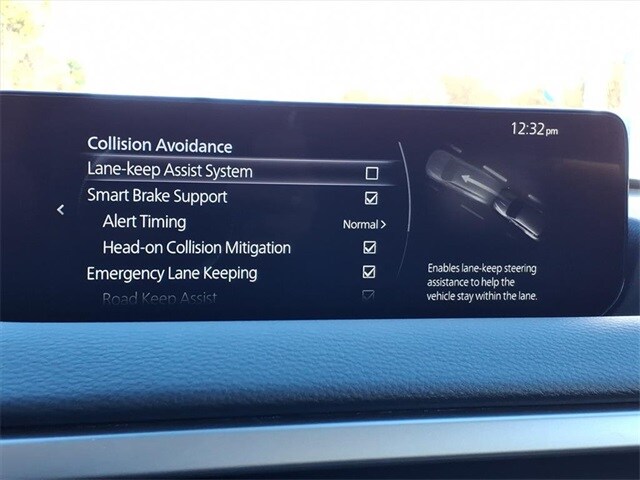 12:32pm
Collision Avoidance
Lane-keep Assist System
Smart Brake Support
Alert Timing Normal >
Head-on Collision Mitigation
Emergency Lane Keeping
Road Keep Assist
Enables lane-keep steering
assistance to help the
vehicle stay within the lane.